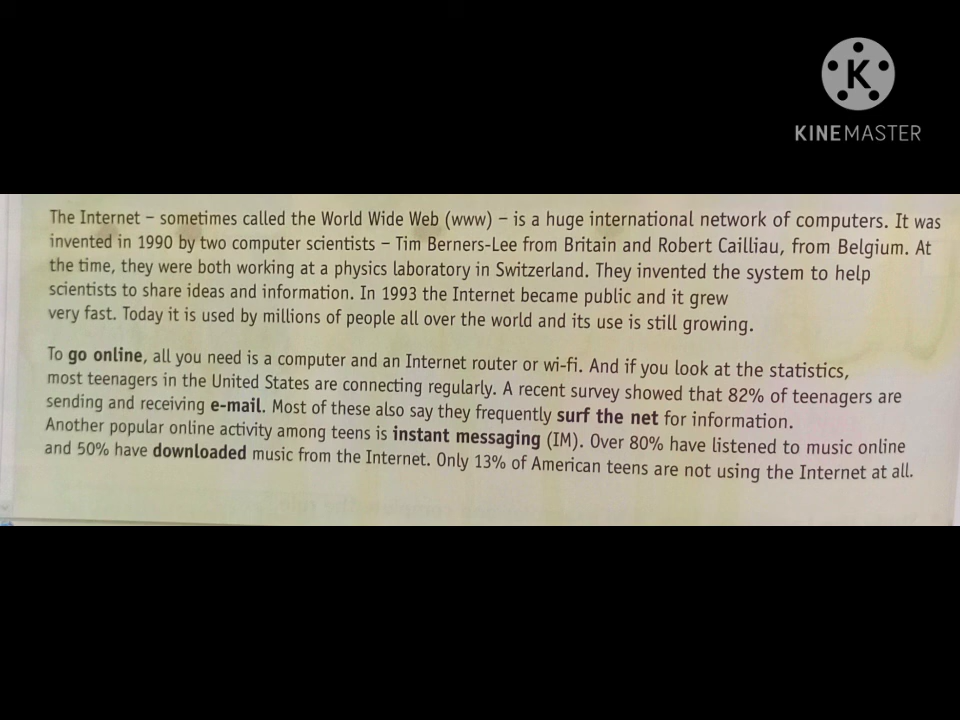 K
KINEMASTER
The Internet – sometimes called the World Wide Web (www) – is a huge international network of computers. It was
invented in 1990 by two computer scientists – Tim Berners-Lee from Britain and Robert Cailliau, from Belgium. At
the time, they were both working at a physics laboratory in Switzerland. They invented the system to help
scientists to share ideas and information. In 1993 the Internet became public and it grew
very fast. Today it is used by millions of people all over the world and its use is still growing.
To go online, all you need is a computer and an Internet router or wi-fi. And if you look at the statistics,
most teenagers in the United States are connecting regularly. A recent survey showed that 82% of teenagers are
sending and receiving e-mail. Most of these also say they frequently surf the net for information.
Another popular online activity among teens is instant messaging (IM). Over 80% have listened to music online
and 50% have downloaded music from the Internet. Only 13% of American teens are not using the Internet at all.